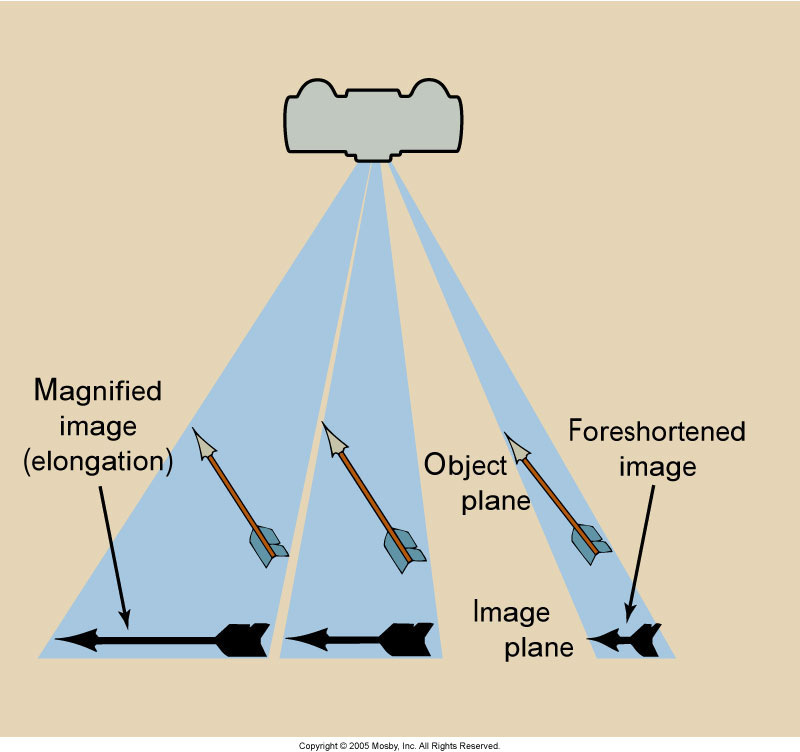 Magnified
image
(elongation)
Object
plane
Foreshortened
image
Image
plane
Copyright © 2005 Mosby, Inc. All Rights Reserved.